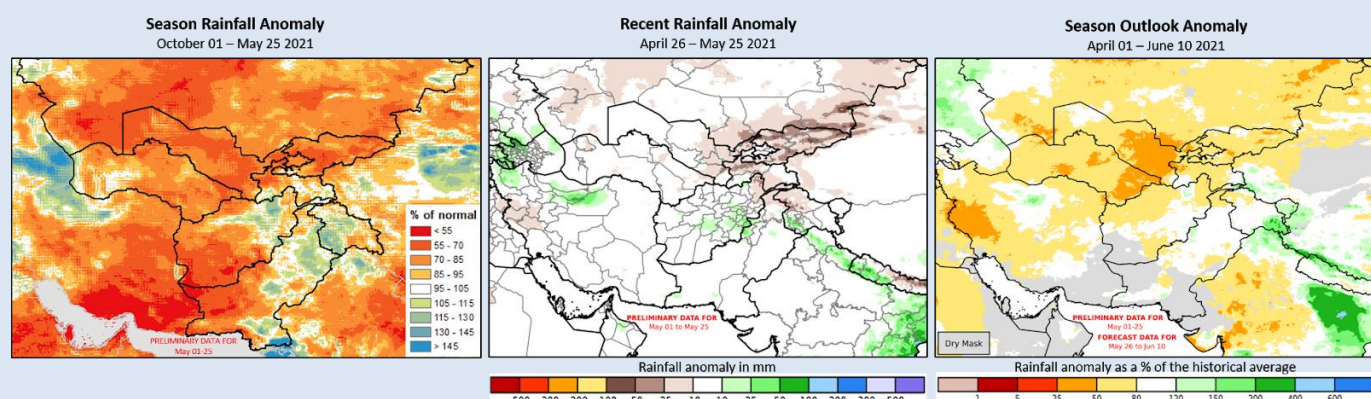 Season Rainfall Anomaly
October 01 – May 25 2021
% of normal
< 55
55 - 70
70 - 85
85 - 95
95 - 105
105 - 115
115 - 130
130 - 145
> 145
PRELIMINARY DATA FOR
May 01-25
Recent Rainfall Anomaly
April 26 – May 25 2021
PRELIMINARY DATA FOR
May 01 to May 25
Rainfall anomaly in mm
Season Outlook Anomaly
April 01 – June 10 2021
PRELIMINARY DATA FOR
May 01-25
FORECAST DATA FOR
May 26 to Jun 10
Dry Mask
Rainfall anomaly as a % of the historical average